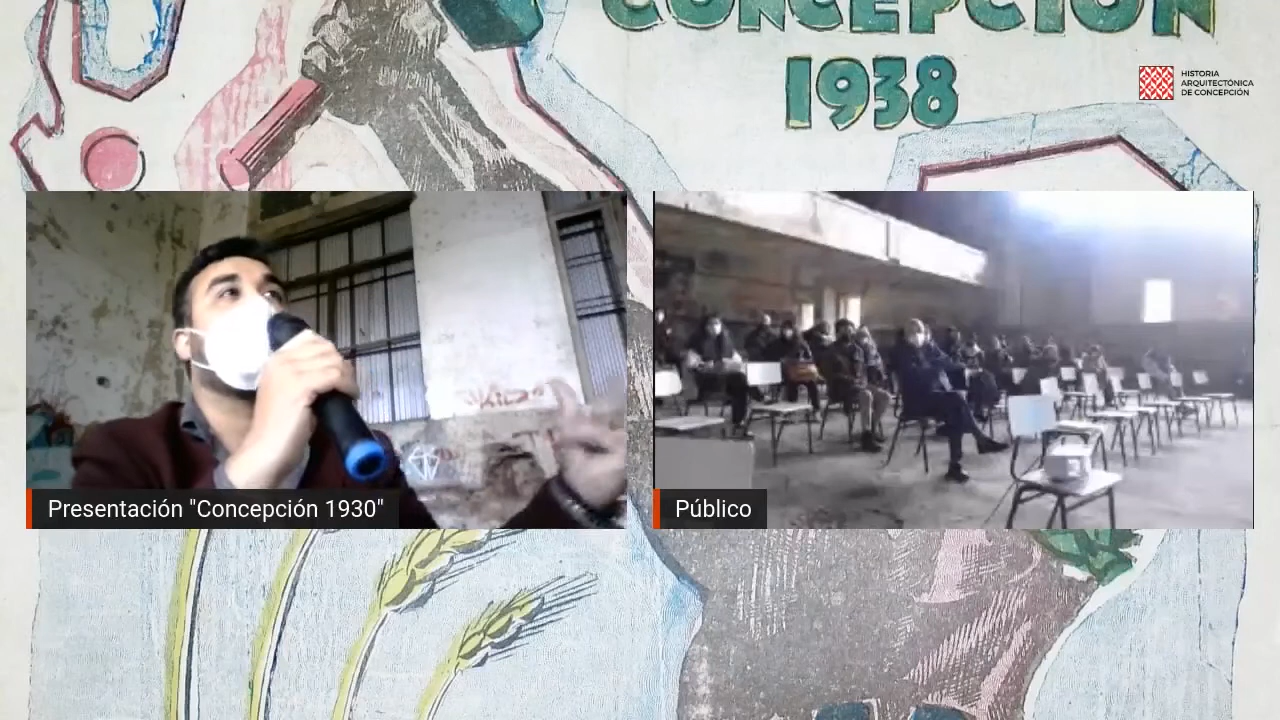 CONCEPCIÓN
1938
HISTORIA
ARQUITECTÓNICA
DE CONCEPCIÓN
Presentación "Concepción 1930"
Público